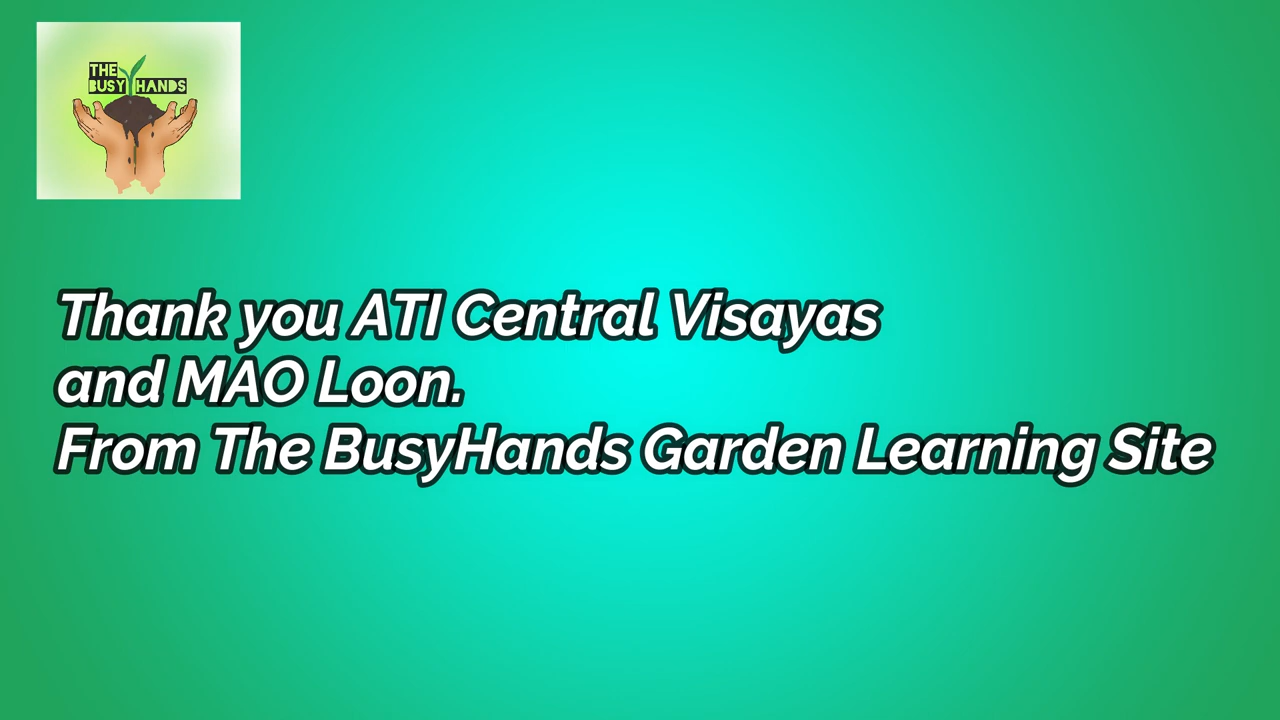 THE
BUSY HANDS
Thank you ATI Central Visayas
and MAO Loon.
From The BusyHands Garden Learning Site